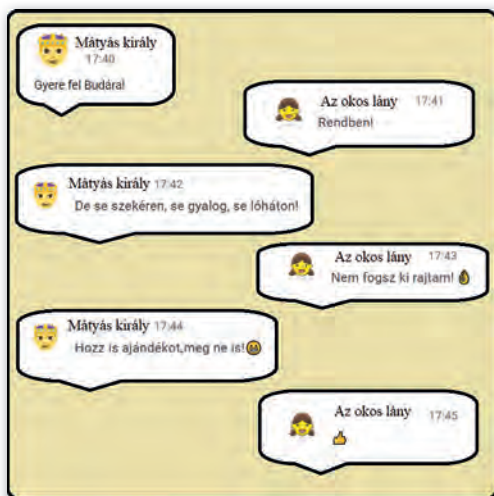 Mátyás király
17:40
Gyere fel Budára!
Az okos lány 17:41
Rendben!
Mátyás király 17:42
De se szekéren, se gyalog, se lóháton!
Az okos lány 17:43
Nem fogsz ki rajtam!
Mátyás király 17:44
Hozz is ajándékot,meg ne is!
Az okos lány 17:45